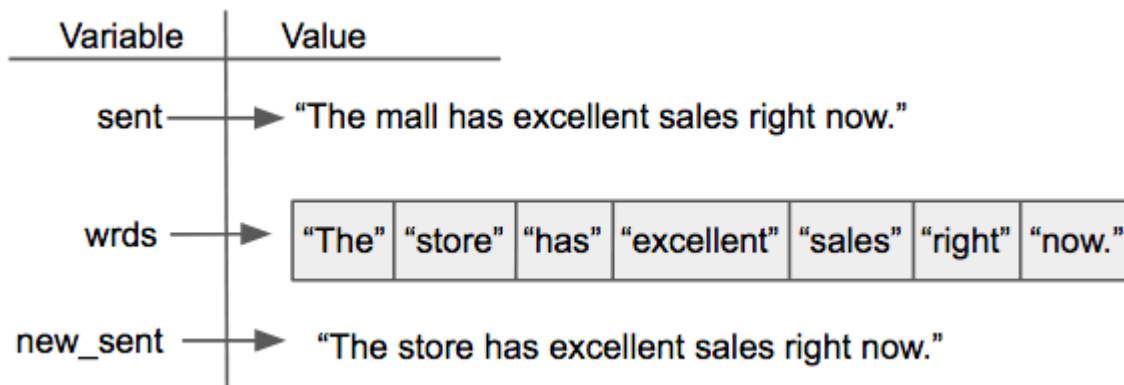 Variable Value
sent “The mall has excellent sales right now.”
wrds “The” “store” “has” “excellent” “sales” “right” “now.”
new_sent “The store has excellent sales right now.”